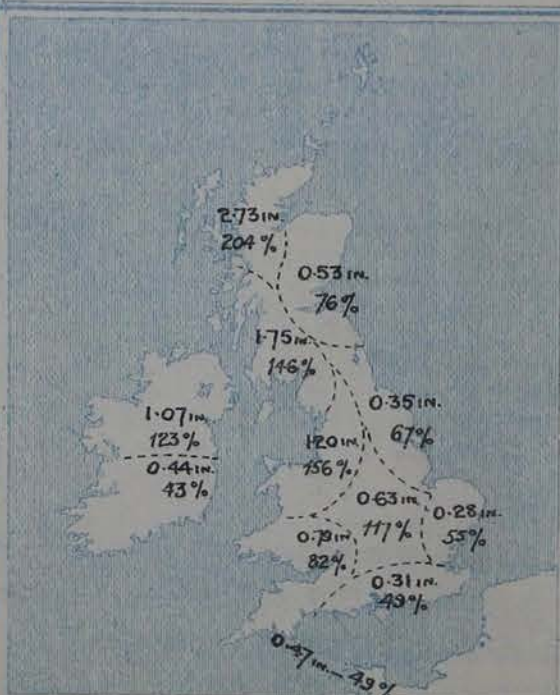 2·73 IN.
204 %
0·53 IN.
76%
1·75 IN.
146%
0·35 IN.
67%
1·07 IN.
123%
0·44 IN.
43%
1·20 IN.
156%
0·63 IN.
117%
0·28 IN.
55%
0·79 IN
82%
0·31 IN.
49%
0·47 IN. — 49%